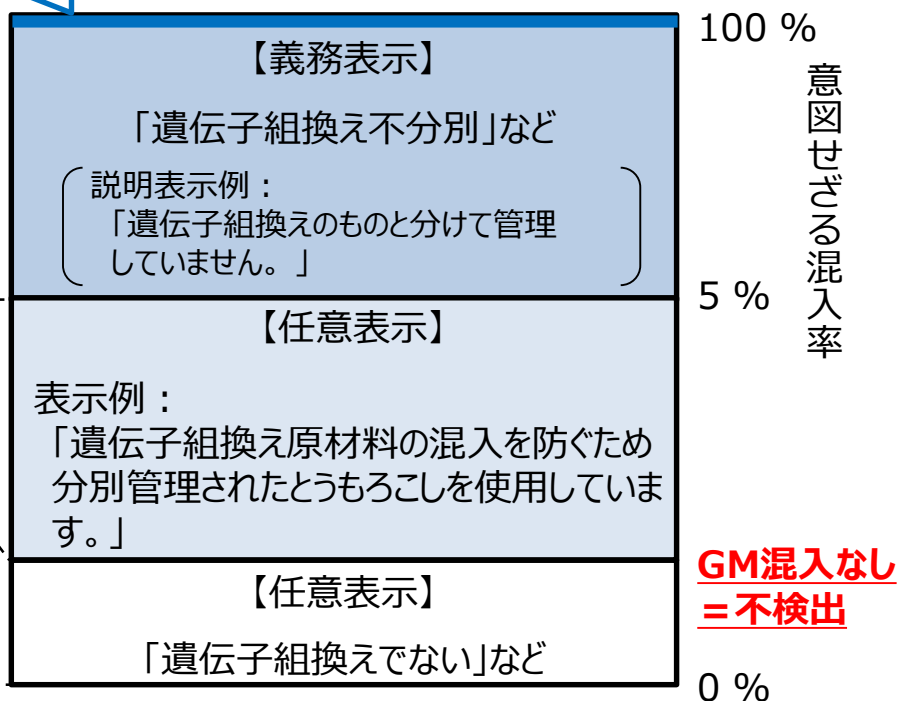 100 %
【義務表示】
「遺伝子組換え不分別」など
説明表示例：
「遺伝子組換えのものと分けて管理
していません。」
意図せざる混入率
5 %
【任意表示】
表示例：
「遺伝子組換え原材料の混入を防ぐため
分別管理されたとうもろこしを使用していま
す。」
GM混入なし
＝不検出
【任意表示】
「遺伝子組換えでない」など
0 %